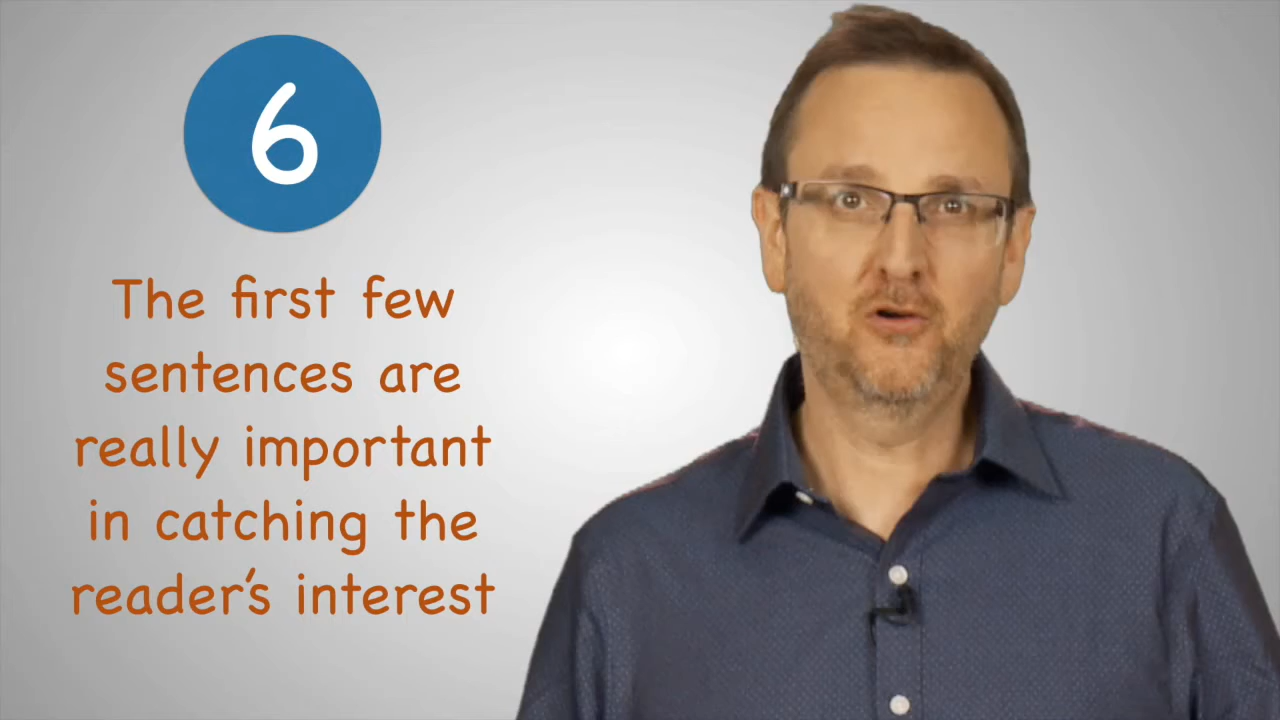 6
The first few
sentences are
really important
in catching the
reader's interest